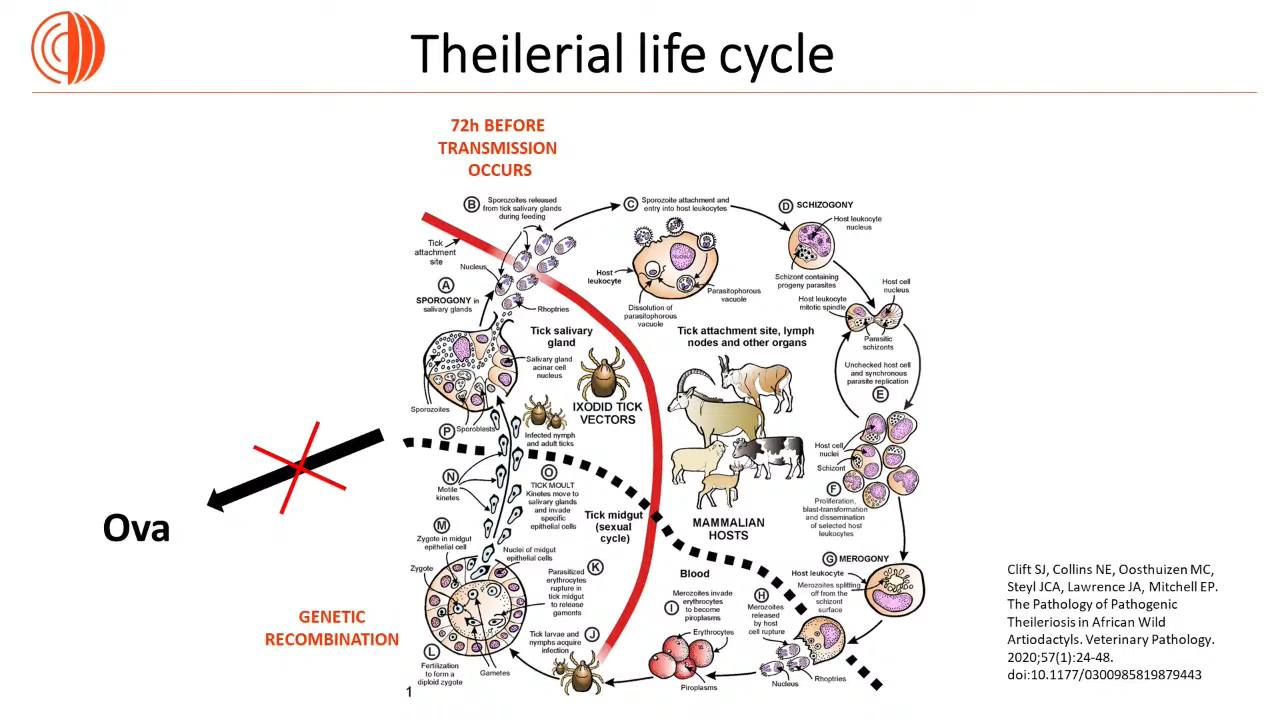 Theilerial life cycle
72h BEFORE
TRANSMISSION
OCCURS
B
Sporozoites released
from tick salivary glands
during feeding
C
Sporozoite attachment and
entry into host leukocytes
D
SCHIZOGONY
Host leukocyte
nucleus
Tick
attachment
site
Nucleus
Nucleus
Host
leukocyte
Parasitophorous
vacuole
Dissolution of
parasitophorous
vacuole
Schizont containing
progeny parasites
Host cell
nucleus
Host leukocyte
mitotic spindle
Parasitic
schizonts
A
SPOROGONY in
salivary glands
Rhoptries
Tick salivary
gland
Salivary gland
acinar cell
nucleus
Tick attachment site, lymph
nodes and other organs
Unchecked host cell
and synchronous
parasite replication
E
IXODID TICK
VECTORS
Sporozoites
P
Sporoblasts
Infected nymph
and adult ticks
Host cell
nuclei
Schizont
F
Proliferation,
blast-transformation
and dissemination
of selected host
leukocytes
N
Motile
kinetes
O
TICK MOULT
Kinetes move to
salivary glands
and invade
specific
epithelial cells
Tick midgut
(sexual
cycle)
MAMMALIAN
HOSTS
Ova
M
Zygote in midgut
epithelial cell
Nuclei of midgut
epithelial cells
Zygote
Parasitized
erythrocytes
rupture in
tick midgut
to release
gamonts
K
Blood
G
MEROGONY
Host leukocyte
Merozoites splitting
off from the
schizont
surface
Merozoites invade
erythrocytes
to become
piroplasms
I
H
Merozoites
released by
host cell
rupture
GENETIC
RECOMBINATION
Tick larvae and
nymphs acquire
infection
J
Erythrocytes
L
Fertilization
to form a
diploid zygote
Gametes
Piroplasms
Nucleus
Rhoptries
1
Clift SJ, Collins NE, Oosthuizen MC,
Steyl JCA, Lawrence JA, Mitchell EP.
The Pathology of Pathogenic
Theileriosis in African Wild
Artiodactyls. Veterinary Pathology.
2020;57(1):24-48.
doi:10.1177/0300985819879443